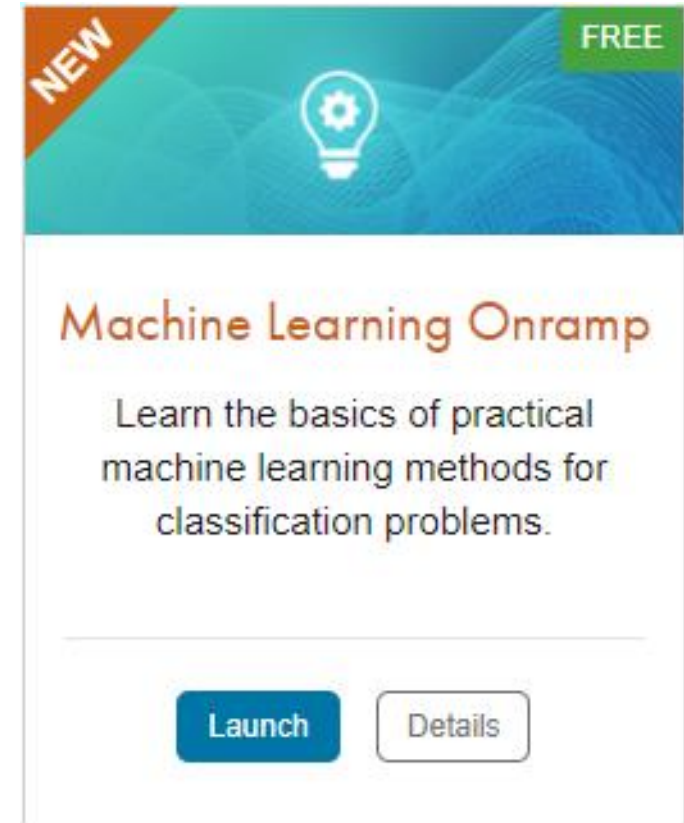 NEW
FREE
Machine Learning Onramp
Learn the basics of practical
machine learning methods for
classification problems.
Launch
Details